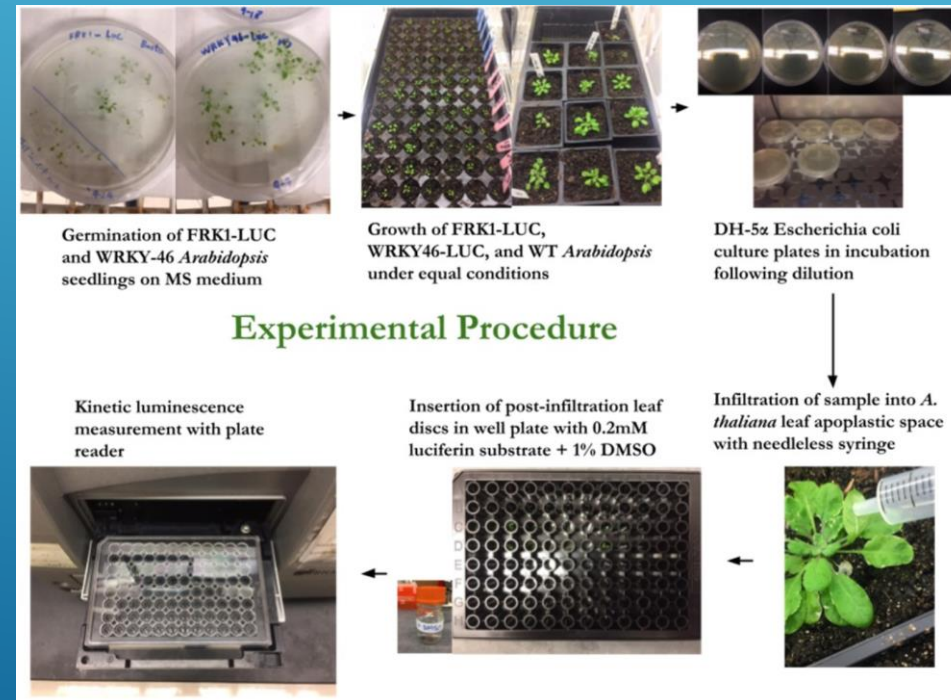 FRK1-LUC
WRKY46-LUC
Germination of FRK1-LUC
and WRKY-46 Arabidopsis
seedlings on MS medium
Growth of FRK1-LUC,
WRKY46-LUC, and WT Arabidopsis
under equal conditions
DH-5α Escherichia coli
culture plates in incubation
following dilution
Experimental Procedure
Kinetic luminescence
measurement with plate
reader
Insertion of post-infiltration leaf
discs in well plate with 0.2mM
luciferin substrate + 1% DMSO
Infiltration of sample into A.
thaliana leaf apoplastic space
with needleless syringe
C
D
E
F
G
H